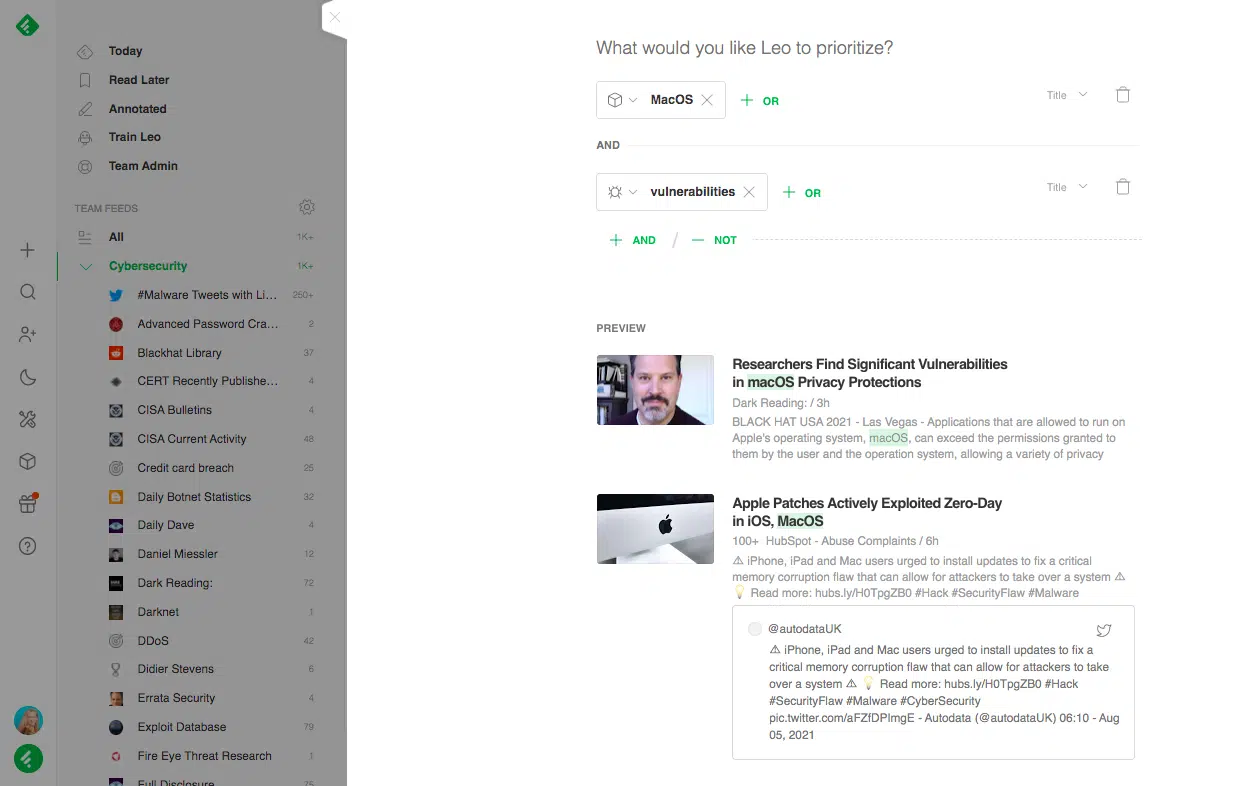 Today
Read Later
Annotated
Train Leo
Team Admin
TEAM FEEDS
All 1K+
Cybersecurity 1K+
#Malware Tweets with Li... 250+
Advanced Password Cra... 2
Blackhat Library 37
CERT Recently Publishe... 4
CISA Bulletins 4
CISA Current Activity 48
Credit card breach 25
Daily Botnet Statistics 32
Daily Dave 4
Daniel Miessler 12
Dark Reading: 72
Darknet 1
DDoS 42
Didier Stevens 6
Errata Security 4
Exploit Database 79
Fire Eye Threat Research 1
Full Disclosure 75
What would you like Leo to prioritize?
MacOS OR Title
AND
vulnerabilities OR Title
AND / NOT
PREVIEW
Researchers Find Significant Vulnerabilities
in macOS Privacy Protections
Dark Reading: / 3h
BLACK HAT USA 2021 - Las Vegas - Applications that are allowed to run on
Apple's operating system, macOS, can exceed the permissions granted to
them by the user and the operation system, allowing a variety of privacy
Apple Patches Actively Exploited Zero-Day
in iOS, MacOS
100+ HubSpot - Abuse Complaints / 6h
⚠ iPhone, iPad and Mac users urged to install updates to fix a critical
memory corruption flaw that can allow for attackers to take over a system ⚠
💡 Read more: hubs.ly/H0TpgZB0 #Hack #SecurityFlaw #Malware
@autodataUK
⚠ iPhone, iPad and Mac users urged to install updates to fix a
critical memory corruption flaw that can allow for attackers to take
over a system ⚠ 💡 Read more: hubs.ly/H0TpgZB0 #Hack
#SecurityFlaw #Malware #CyberSecurity
pic.twitter.com/aFZfDPImgE - Autodata (@autodataUK) 06:10 - Aug
05, 2021